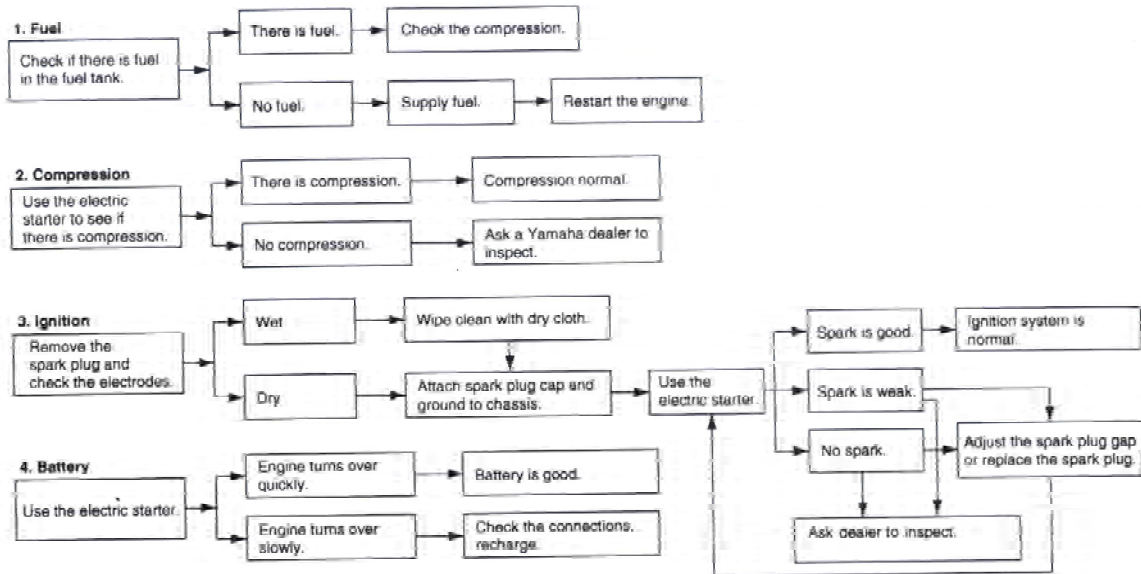 1. Fuel
Check if there is fuel
in the fuel tank.
There is fuel.
Check the compression.
No fuel.
Supply fuel.
Restart the engine.
2. Compression
Use the electric
starter to see if
there is compression.
There is compression.
Compression normal.
No compression.
Ask a Yamaha dealer to
inspect.
3. Ignition
Remove the
spark plug and
check the electrodes.
Wet
Wipe clean with dry cloth.
Dry
Attach spark plug cap and
ground to chassis.
Use the
electric starter.
Spark is good.
Ignition system is
normal.
Spark is weak.
No spark.
Adjust the spark plug gap
or replace the spark plug.
Ask dealer to inspect.
4. Battery
Use the electric starter.
Engine turns over
quickly.
Battery is good.
Engine turns over
slowly.
Check the connections,
recharge.